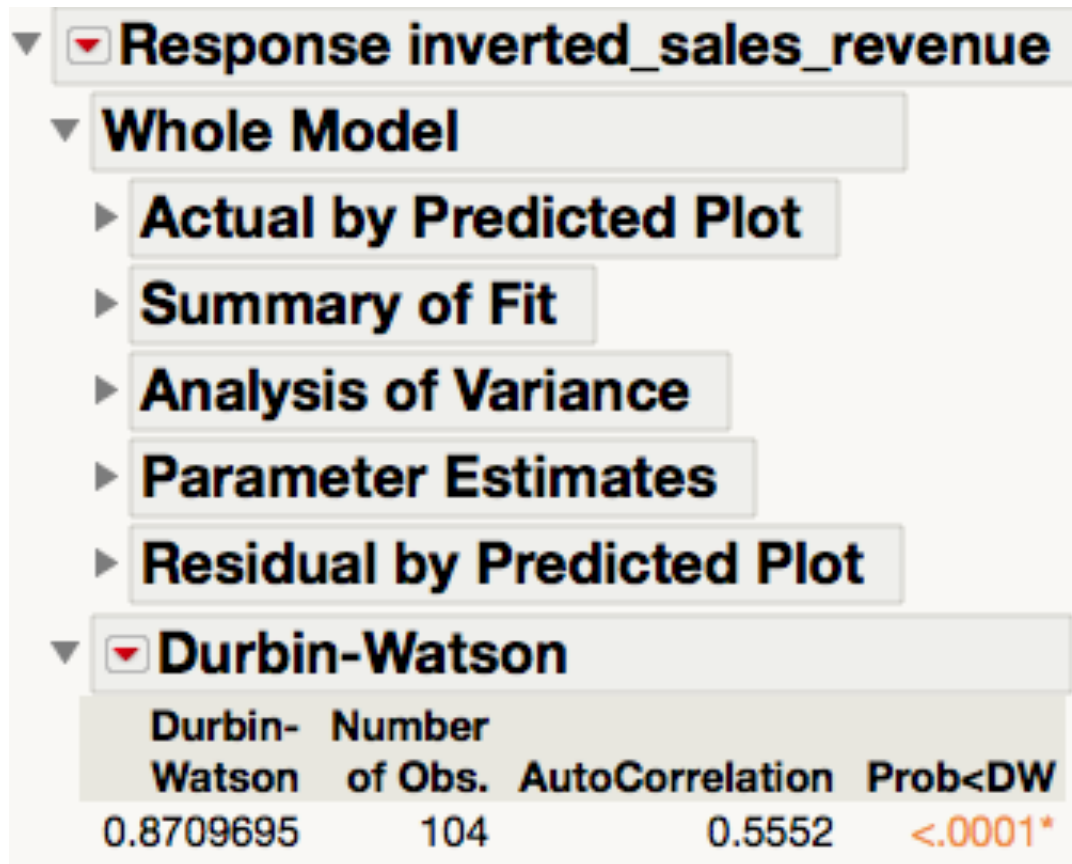 Response inverted_sales_revenue
Whole Model
Actual by Predicted Plot
Summary of Fit
Analysis of Variance
Parameter Estimates
Residual by Predicted Plot
Durbin-Watson
Durbin- Number
Watson of Obs. AutoCorrelation Prob<DW
0.8709695 104 0.5552 <.0001*